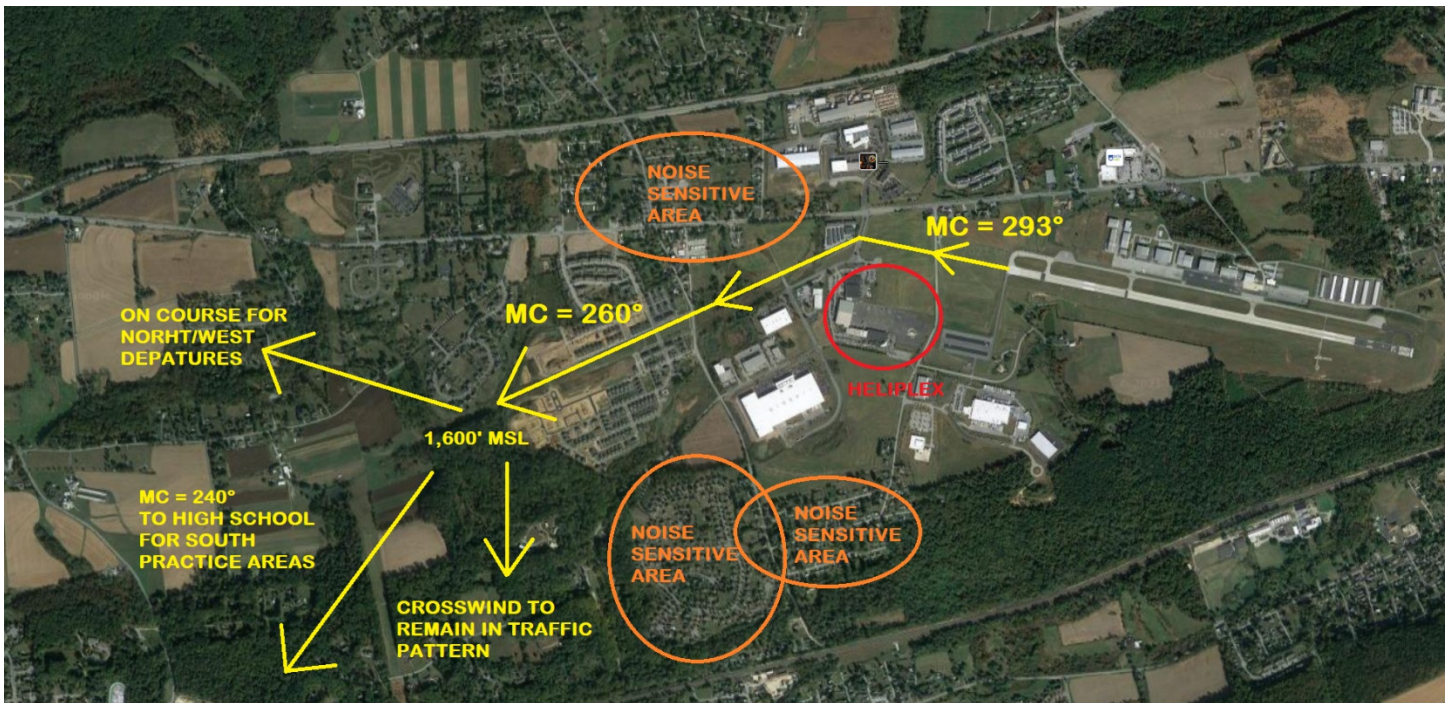 NOISE
SENSITIVE
AREA
MC = 293°
MC = 260°
ON COURSE FOR
NORHT/WEST
DEPATURES
HELIPLEX
1,600' MSL
MC = 240°
TO HIGH SCHOOL
FOR SOUTH
PRACTICE AREAS
NOISE
SENSITIVE
AREA
NOISE
SENSITIVE
AREA
CROSSWIND TO
REMAIN IN TRAFFIC
PATTERN